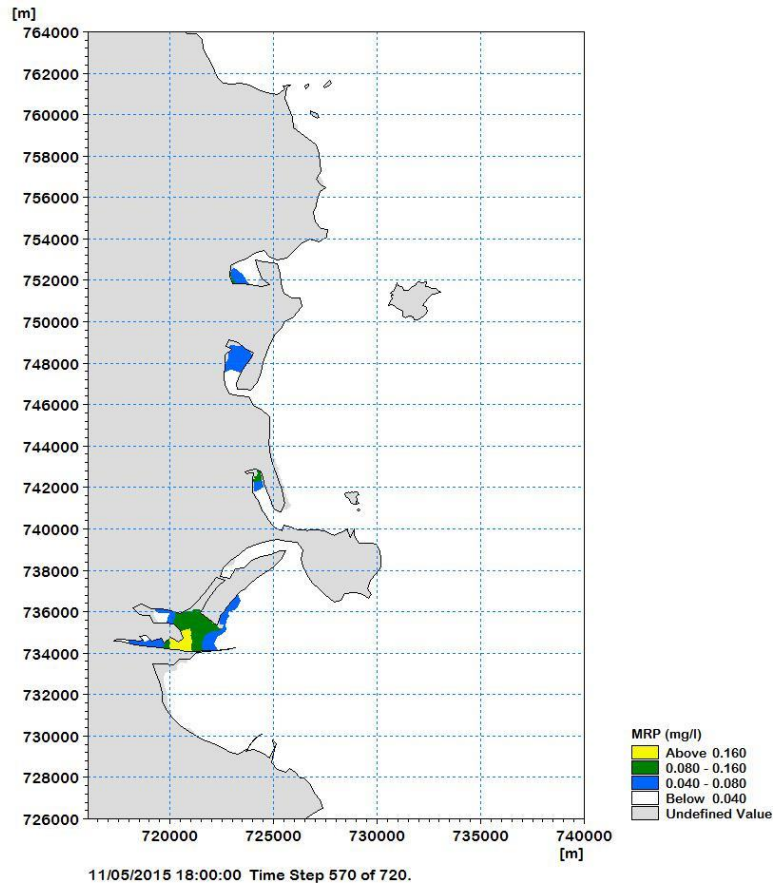 [m]
764000
762000
760000
758000
756000
754000
752000
750000
748000
746000
744000
742000
740000
738000
736000
734000
732000
730000
728000
726000
720000 725000 730000 735000 740000
[m]
MRP (mg/l)
Above 0.160
0.080 - 0.160
0.040 - 0.080
Below 0.040
Undefined Value
11/05/2015 18:00:00 Time Step 570 of 720.